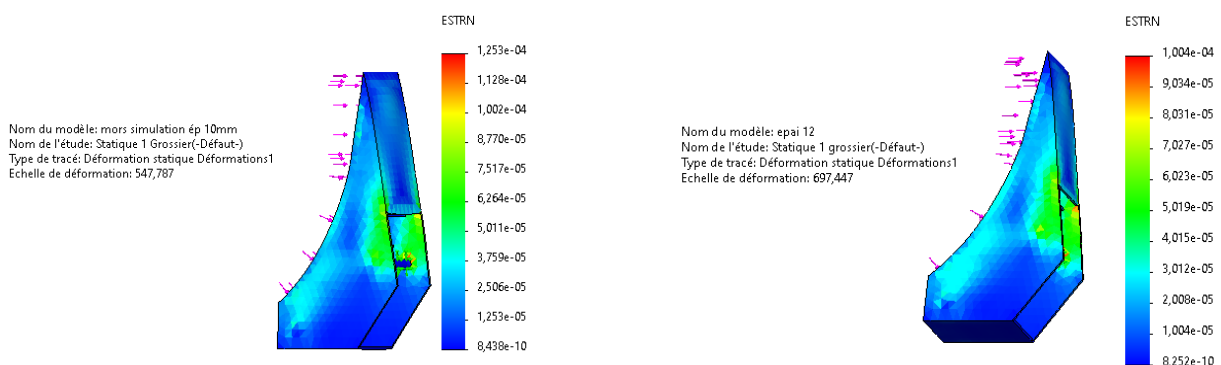 ESTRN
1,253e-04
1,128e-04
1,002e-04
8,770e-05
7,517e-05
6,264e-05
5,011e-05
3,759e-05
2,506e-05
1,253e-05
8,438e-10
Nom du modèle: mors simulation ép 10mm
Nom de l'étude: Statique 1 Grossier(-Défaut-)
Type de tracé: Déformation statique Déformations1
Echelle de déformation: 547,787
ESTRN
1,004e-04
9,034e-05
8,031e-05
7,027e-05
6,023e-05
5,019e-05
4,015e-05
3,012e-05
2,008e-05
1,004e-05
8,252e-10
Nom du modèle: epai 12
Nom de l'étude: Statique 1 grossier(-Défaut-)
Type de tracé: Déformation statique Déformations1
Echelle de déformation: 697,447